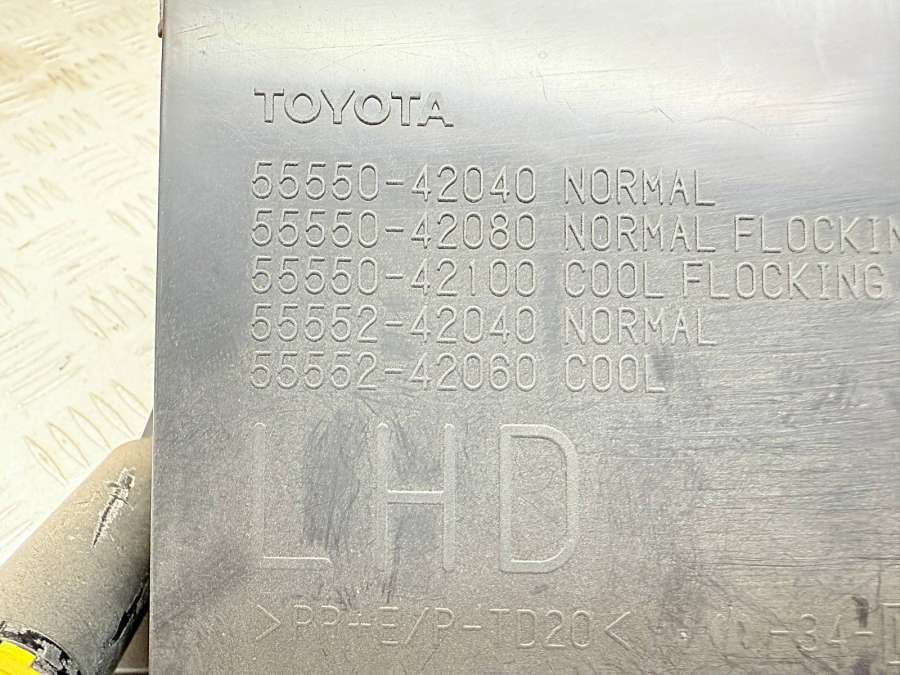 TOYOTA
55550-42040 NORMAL
55550-42080 NORMAL FLOCKIN
55550-42100 COOL FLOCKING
55552-42040 NORMAL
55552-42060 COOL
LHD
>PP+E/P-TD20<